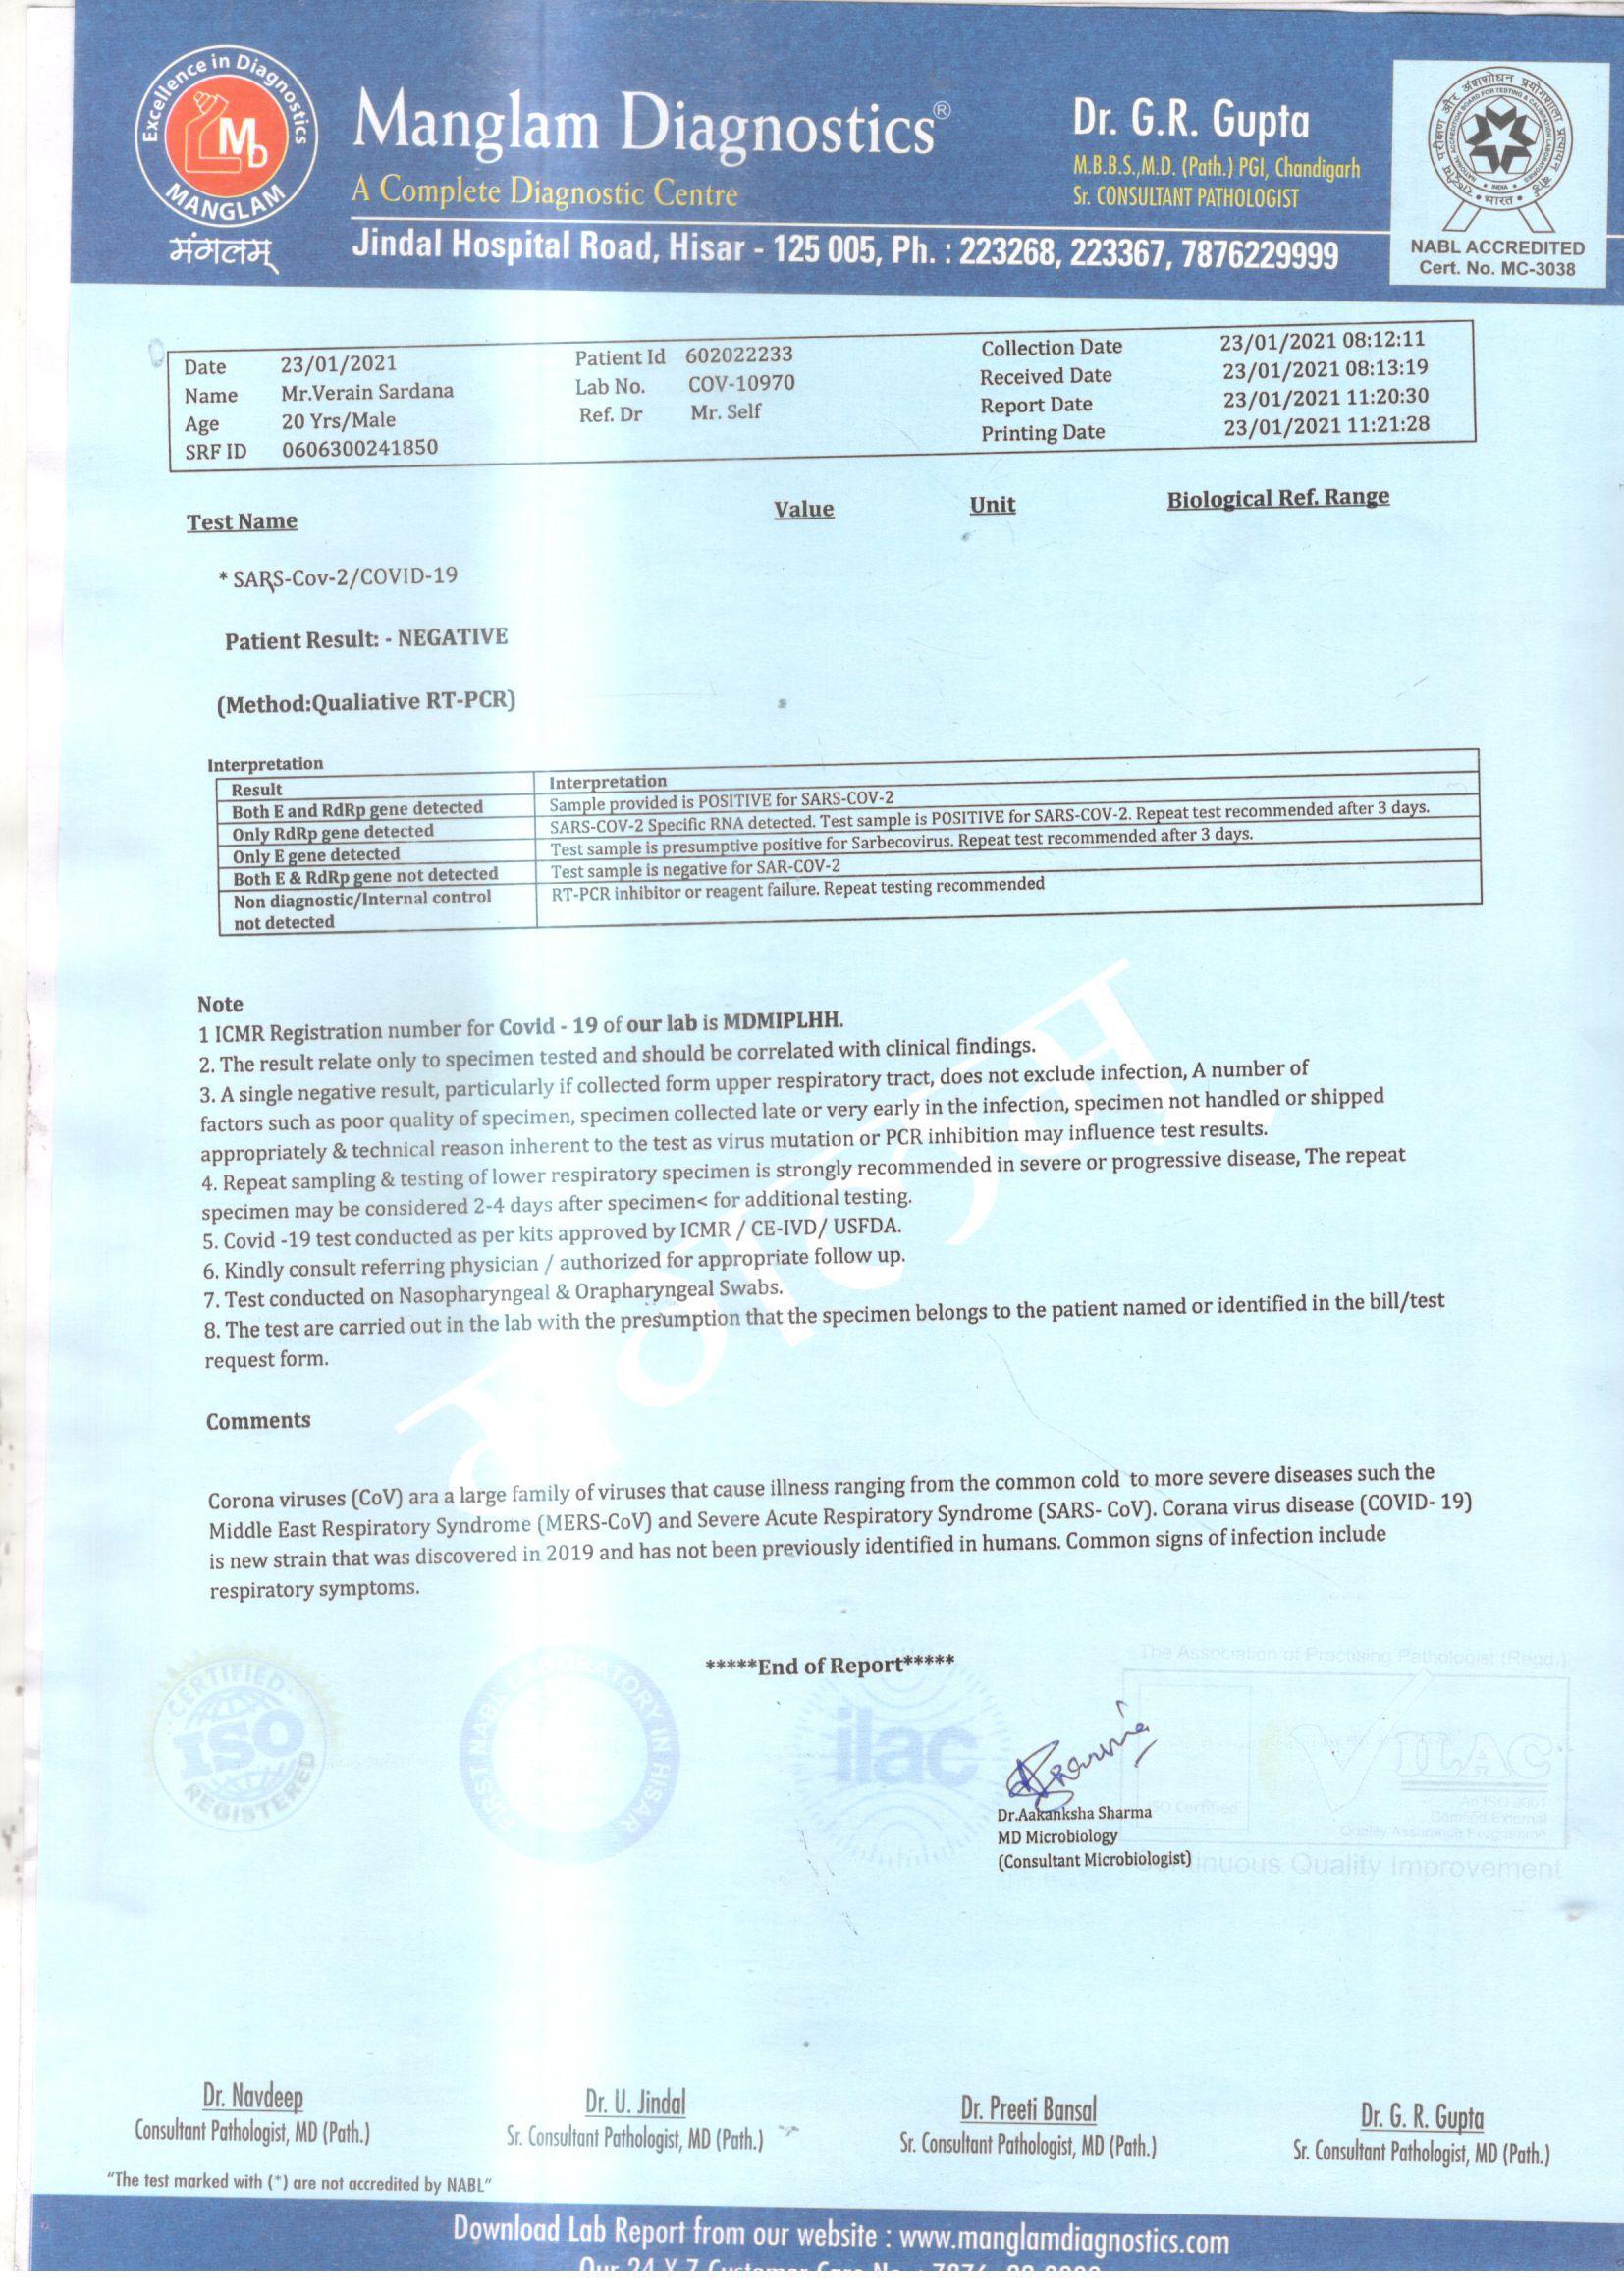 Excellence in Diagnostics
MD
MANGLAM
मंगलम्
Manglam Diagnostics®
A Complete Diagnostic Centre
Jindal Hospital Road, Hisar - 125 005, Ph. : 223268, 223367, 7876229999
Dr. G.R. Gupta
M.B.B.S.,M.D. (Path.) PGI, Chandigarh
Sr. CONSULTANT PATHOLOGIST
NABL ACCREDITED
Cert. No. MC-3038
Date 23/01/2021 Patient Id 602022233 Collection Date 23/01/2021 08:12:11
Name Mr.Verain Sardana Lab No. COV-10970 Received Date 23/01/2021 08:13:19
Age 20 Yrs/Male Ref. Dr Mr. Self Report Date 23/01/2021 11:20:30
SRF ID 0606300241850 Printing Date 23/01/2021 11:21:28
Test Name Value Unit Biological Ref. Range
* SARS-Cov-2/COVID-19
Patient Result: - NEGATIVE
(Method:Qualiative RT-PCR)
Interpretation
Result Interpretation
Both E and RdRp gene detected Sample provided is POSITIVE for SARS-COV-2
Only RdRp gene detected SARS-COV-2 Specific RNA detected. Test sample is POSITIVE for SARS-COV-2. Repeat test recommended after 3 days.
Only E gene detected Test sample is presumptive positive for Sarbecovirus. Repeat test recommended after 3 days.
Both E & RdRp gene not detected Test sample is negative for SAR-COV-2
Non diagnostic/Internal control RT-PCR inhibitor or reagent failure. Repeat testing recommended
not detected
Note
1 ICMR Registration number for Covid - 19 of our lab is MDMIPLHH.
2. The result relate only to specimen tested and should be correlated with clinical findings.
3. A single negative result, particularly if collected form upper respiratory tract, does not exclude infection, A number of
factors such as poor quality of specimen, specimen collected late or very early in the infection, specimen not handled or shipped
appropriately & technical reason inherent to the test as virus mutation or PCR inhibition may influence test results.
4. Repeat sampling & testing of lower respiratory specimen is strongly recommended in severe or progressive disease, The repeat
specimen may be considered 2-4 days after specimen< for additional testing.
5. Covid -19 test conducted as per kits approved by ICMR / CE-IVD/ USFDA.
6. Kindly consult referring physician / authorized for appropriate follow up.
7. Test conducted on Nasopharyngeal & Orapharyngeal Swabs.
8. The test are carried out in the lab with the presumption that the specimen belongs to the patient named or identified in the bill/test
request form.
मंगलम्
Comments
Corona viruses (CoV) ara a large family of viruses that cause illness ranging from the common cold to more severe diseases such the
Middle East Respiratory Syndrome (MERS-CoV) and Severe Acute Respiratory Syndrome (SARS- CoV). Corana virus disease (COVID- 19)
is new strain that was discovered in 2019 and has not been previously identified in humans. Common signs of infection include
respiratory symptoms.
*****End of Report*****
CERTIFIED
ISO
REGISTERED
FIRST NABL LABORATORY IN HISAR
ilac
The Association of Practising Pathologist (Regd.)
ILAC
ISO Certified
An ISO 9001
Quality Assurance Programme
Continuous Quality Improvement
Dr.Aakanksha Sharma
MD Microbiology
(Consultant Microbiologist)
Dr. Navdeep
Consultant Pathologist, MD (Path.)
Dr. U. Jindal
Sr. Consultant Pathologist, MD (Path.)
Dr. Preeti Bansal
Sr. Consultant Pathologist, MD (Path.)
Dr. G. R. Gupta
Sr. Consultant Pathologist, MD (Path.)
"The test marked with (*) are not accredited by NABL"
Download Lab Report from our website : www.manglamdiagnostics.com
Our 24 X 7 Customer Care No.